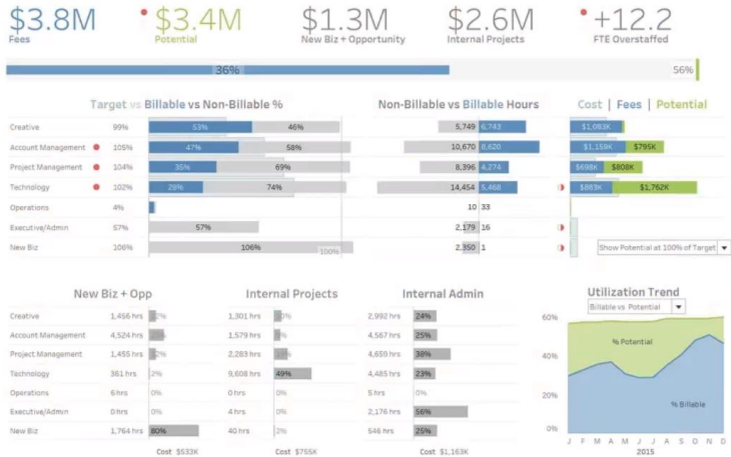 $3.8M $3.4M $1.3M $2.6M +12.2
Fees Potential New Biz + Opportunity Internal Projects FTE Overstaffed
36% 56%
Target vs Billable vs Non-Billable % Non-Billable vs Billable Hours Cost | Fees | Potential
Creative 99% 53% 46% 5,749 6,743 $1,093K
Account Management 105% 47% 58% 10,670 8,620 $1,159K $795K
Project Management 104% 35% 69% 8,396 4,274 $698K $808K
Technology 102% 28% 74% 14,454 5,468 $883K $1,762K
Operations 4% 10 33
Executive/Admin 57% 2,179 16
New Biz 106% 106% 100% 2,350 1 Show Potential at 100% of Target
New Biz + Opp Internal Projects Internal Admin Utilization Trend
Billable vs Potential
Creative 1,456 hrs 1,301 hrs 2,992 hrs 24% 60%
Account Management 4,524 hrs 1,579 hrs 4,567 hrs 25% % Potential
Project Management 1,455 hrs 2,283 hrs 4,659 hrs 38% 40%
Technology 361 hrs 2% 9,608 hrs 49% 4,485 hrs 23%
Operations 6 hrs 0% 0 hrs 0% 5 hrs 0% 20%
Executive/Admin 0 hrs 0% 4 hrs 0% 2,176 hrs 56% % Billable
New Biz 1,764 hrs 80% 40 hrs 2% 546 hrs 25% 0%
J F M A M J J A S O N D
Cost $533K Cost $755K Cost $1,163K 2015